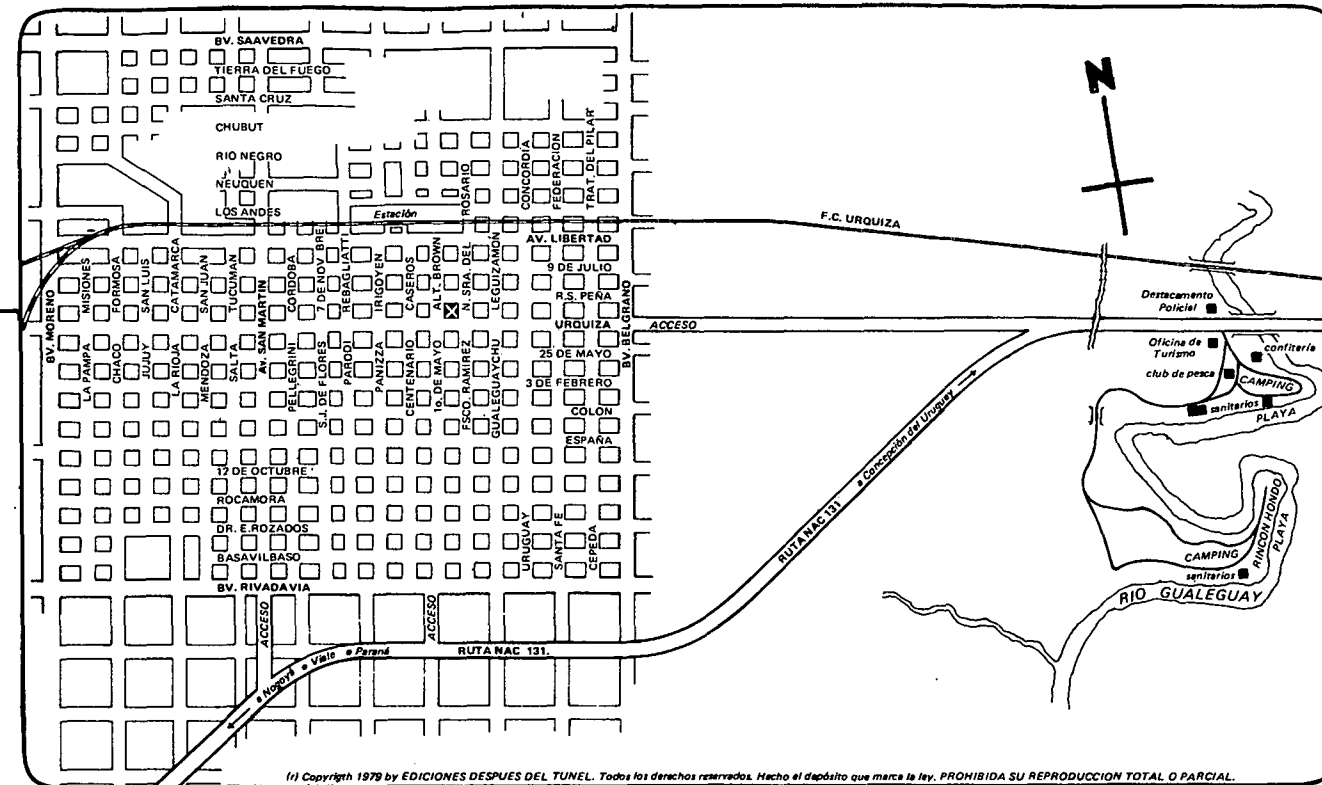 BV. SAAVEDRA
TIERRA DEL FUEGO
SANTA CRUZ
CHUBUT
RIO NEGRO
NEUQUEN
LOS ANDES
Estación
ROSARIO
CONCORDIA
FEDERACION
TRAT. DEL PILAR
N
F.C. URQUIZA
AV. LIBERTAD
9 DE JULIO
R.S. PEÑA
URQUIZA
ACCESO
25 DE MAYO
3 DE FEBRERO
COLON
ESPAÑA
BV. MORENO
MISIONES
FORMOSA
SAN LUIS
CATAMARCA
SAN JUAN
TUCUMAN
Av. SAN MARTIN
CORDOBA
7 DE NOV BRE.
REBAGLIATTI
IRIGOYEN
CASEROS
ALT. BROWN
N. SRA. DEL
LEGUIZAMÓN
BV. BELGRANO
LA PAMPA
CHACO
JUJUY
LA RIOJA
MENDOZA
SALTA
PELLEGRINI
S.J. DE FLORES
PARODI
PANIZZA
CENTENARIO
1o. DE MAYO
FSCO. RAMIREZ
GUALEGUAYCHU
12 DE OCTUBRE
ROCAMORA
DR. E. ROZADOS
BASAVILBASO
BV. RIVADAVIA
URUGUAY
SANTA FE
CEPEDA
ACCESO
ACCESO
a Nogoyá • Viale • Paraná
RUTA NAC 131.
RUTA NAC 131
a Concepción del Uruguay
Destacamento
Policial
Oficina de
Turismo
confitería
club de pesca
CAMPING
sanitarios
PLAYA
RINCON HONDO
PLAYA
CAMPING
sanitarios
RIO GUALEGUAY
(r) Copyrigth 1979 by EDICIONES DESPUES DEL TUNEL. Todos los derechos reservados. Hecho el depósito que marca la ley. PROHIBIDA SU REPRODUCCION TOTAL O PARCIAL.